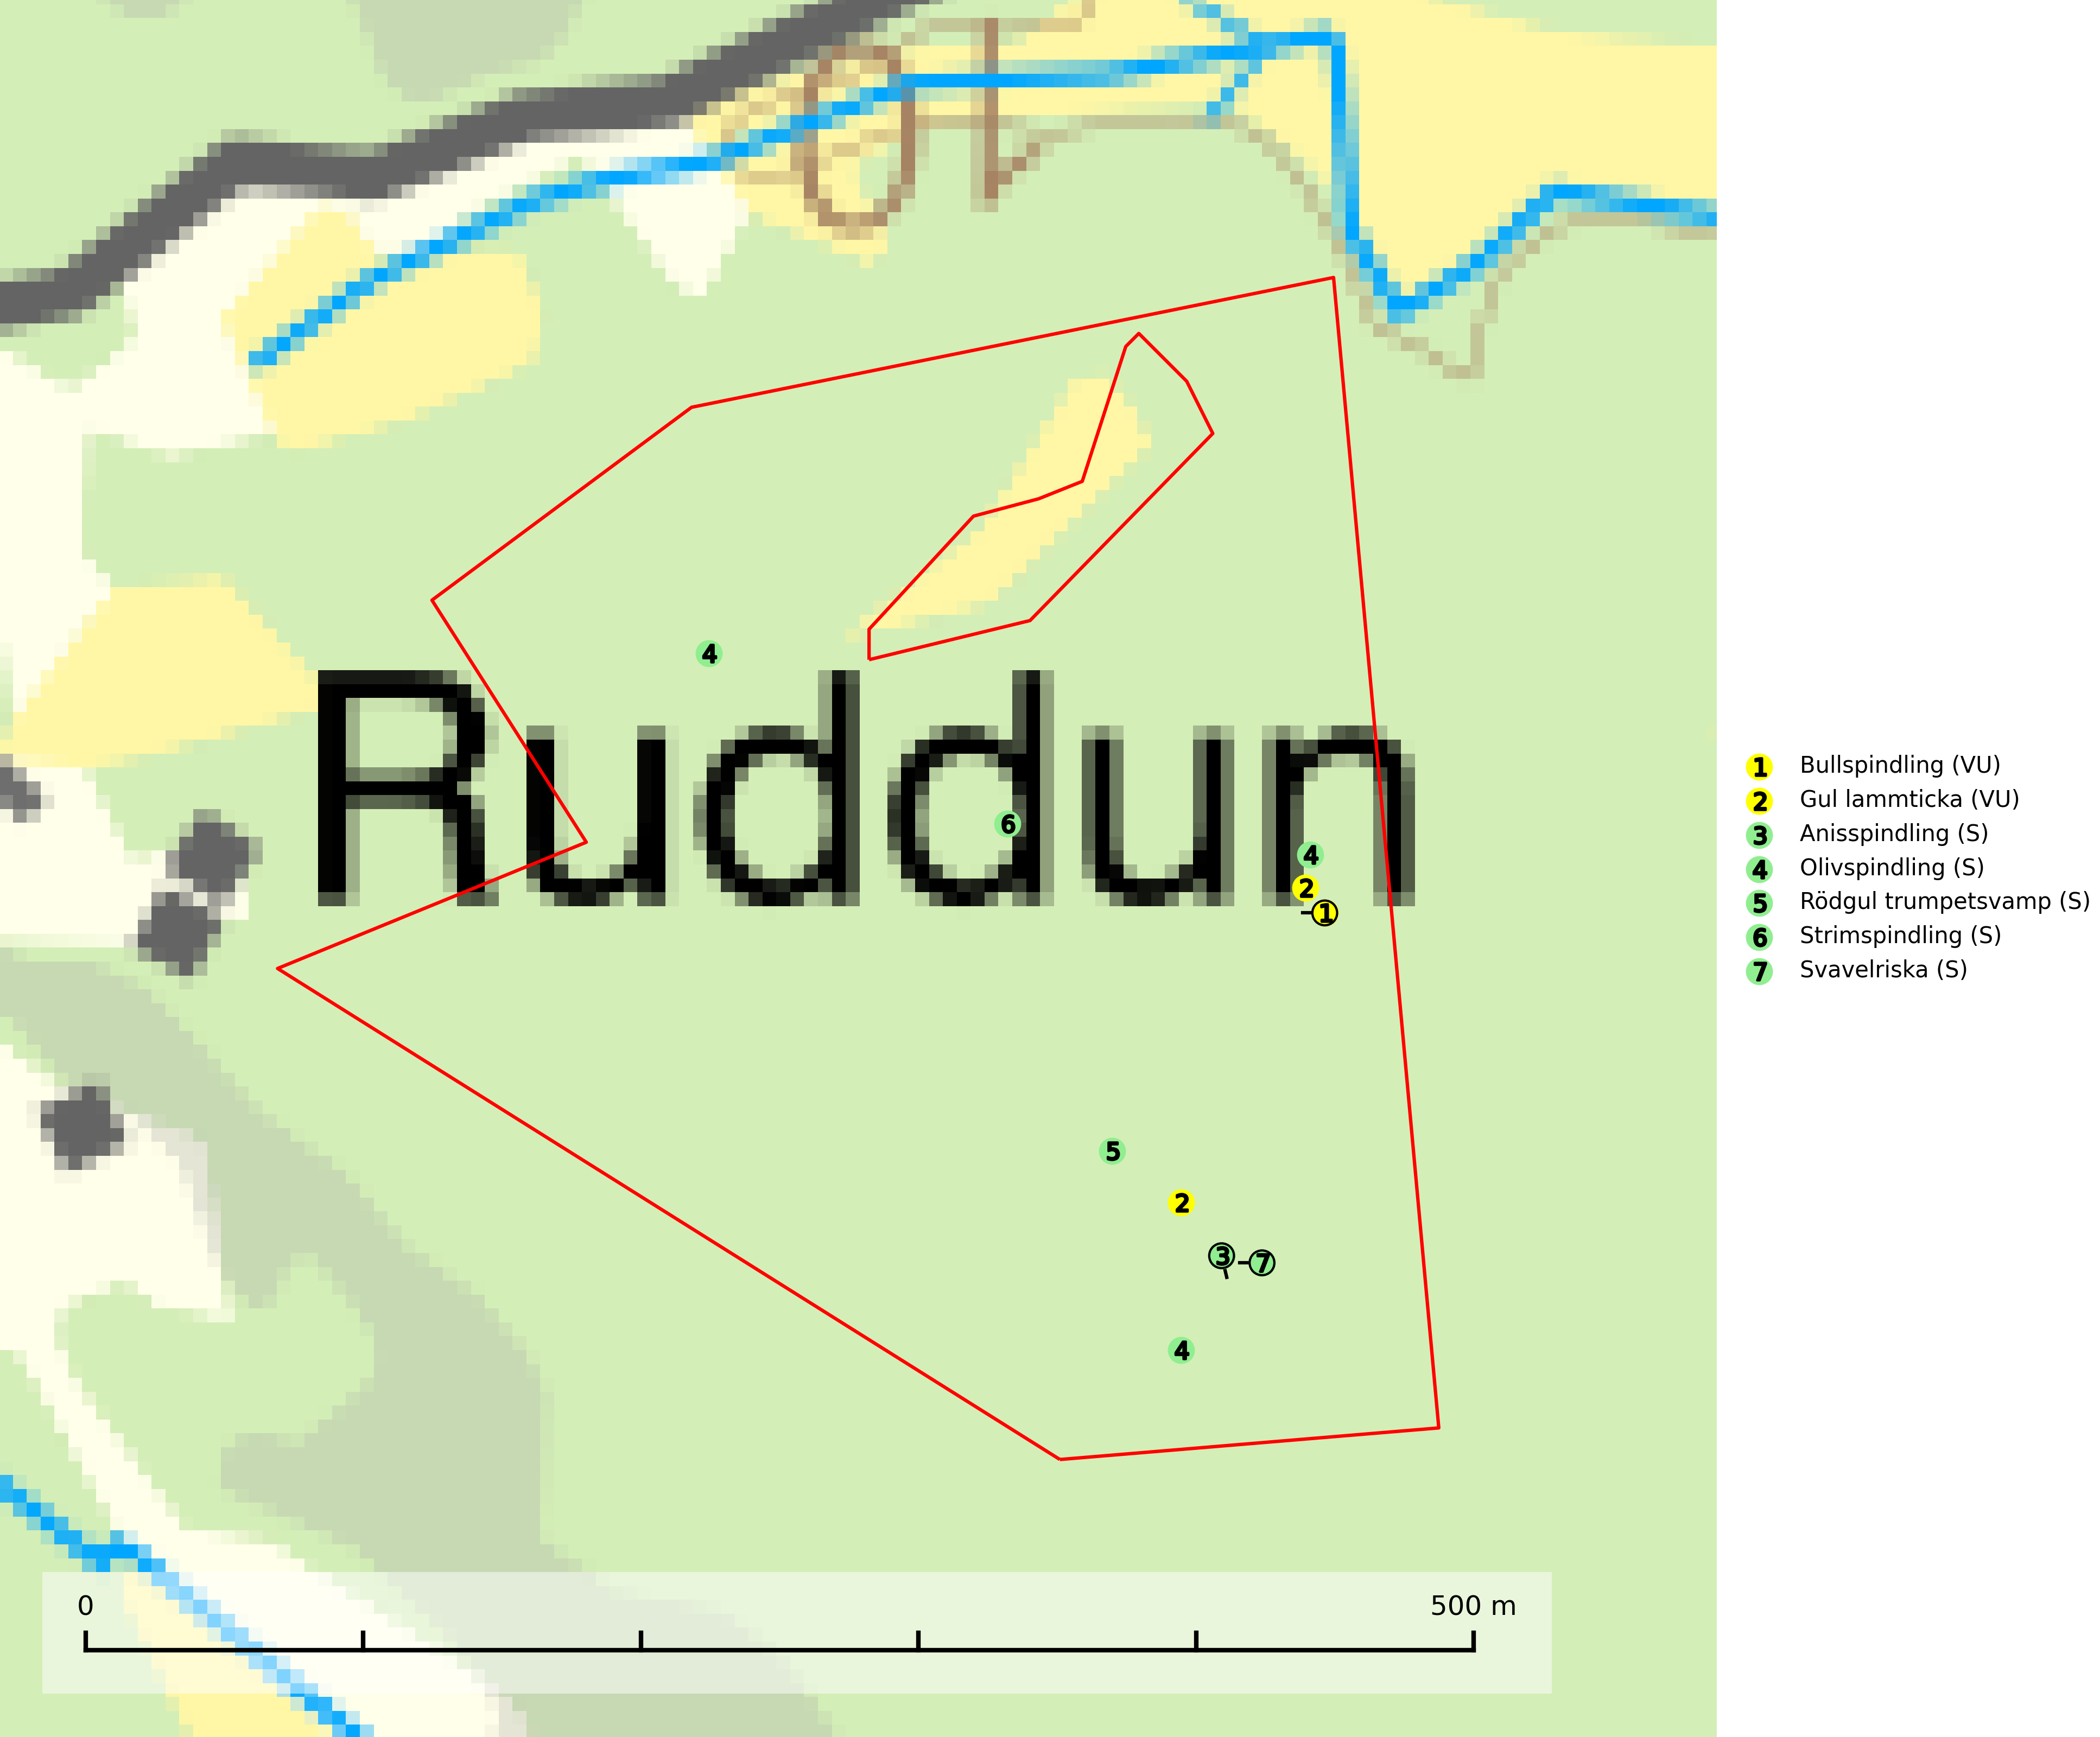 4
Ruddun
6
4
2
1
5
2
3 7
4
0 500 m
1 Bullspindling (VU)
2 Gul lammticka (VU)
3 Anisspindling (S)
4 Olivspindling (S)
5 Rödgul trumpetsvamp (S)
6 Strimspindling (S)
7 Svavelriska (S)